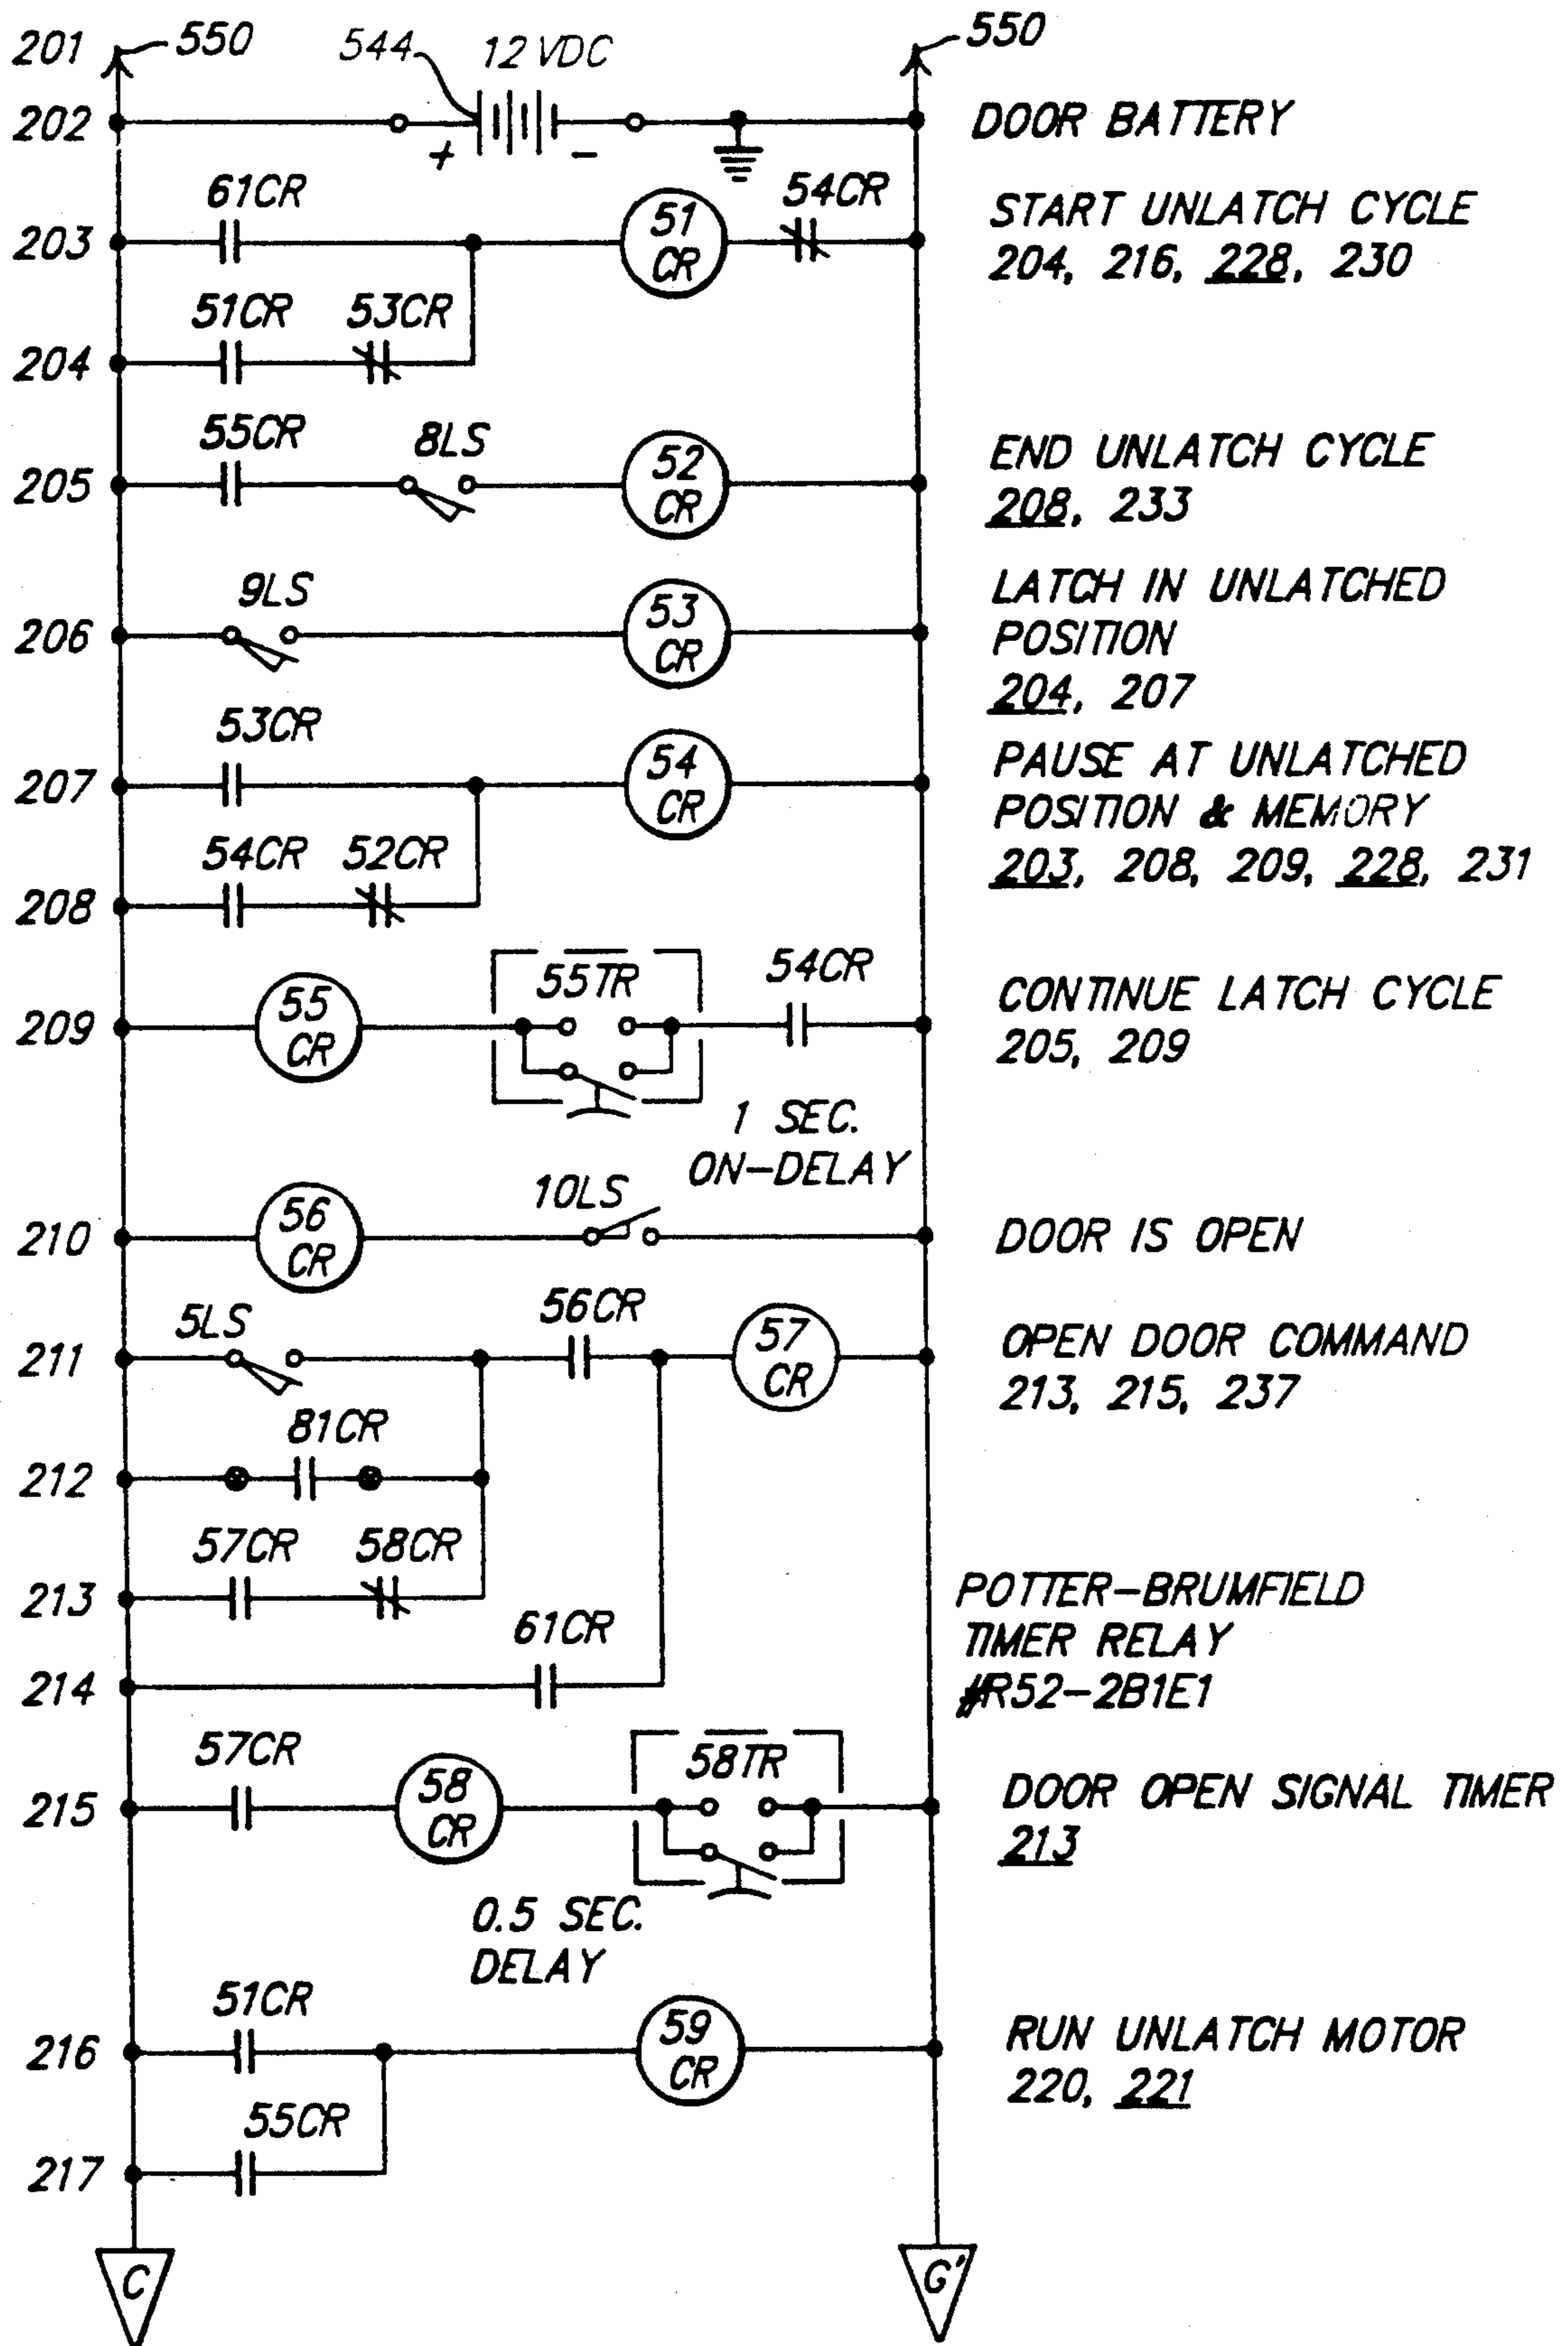 201 550 544 12 VDC 550
202 + - DOOR BATTERY
61CR 54CR
203 51 CR START UNLATCH CYCLE
204, 216, 228, 230
51CR 53CR
204
55CR 8LS
205 52 CR END UNLATCH CYCLE
208, 233
9LS
206 53 CR LATCH IN UNLATCHED
POSITION
204, 207
53CR
207 54 CR PAUSE AT UNLATCHED
POSITION & MEMORY
203, 208, 209, 228, 231
54CR 52CR
208
55TR 54CR
209 55 CR CONTINUE LATCH CYCLE
205, 209
1 SEC.
ON-DELAY
10LS
210 56 CR DOOR IS OPEN
5LS 56CR
211 57 CR OPEN DOOR COMMAND
213, 215, 237
81CR
212
57CR 58CR
213
POTTER-BRUMFIELD
TIMER RELAY
#R52-2B1E1
61CR
214
57CR 58TR
215 58 CR DOOR OPEN SIGNAL TIMER
213
0.5 SEC.
DELAY
51CR
216 59 CR RUN UNLATCH MOTOR
220, 221
55CR
217
C G'